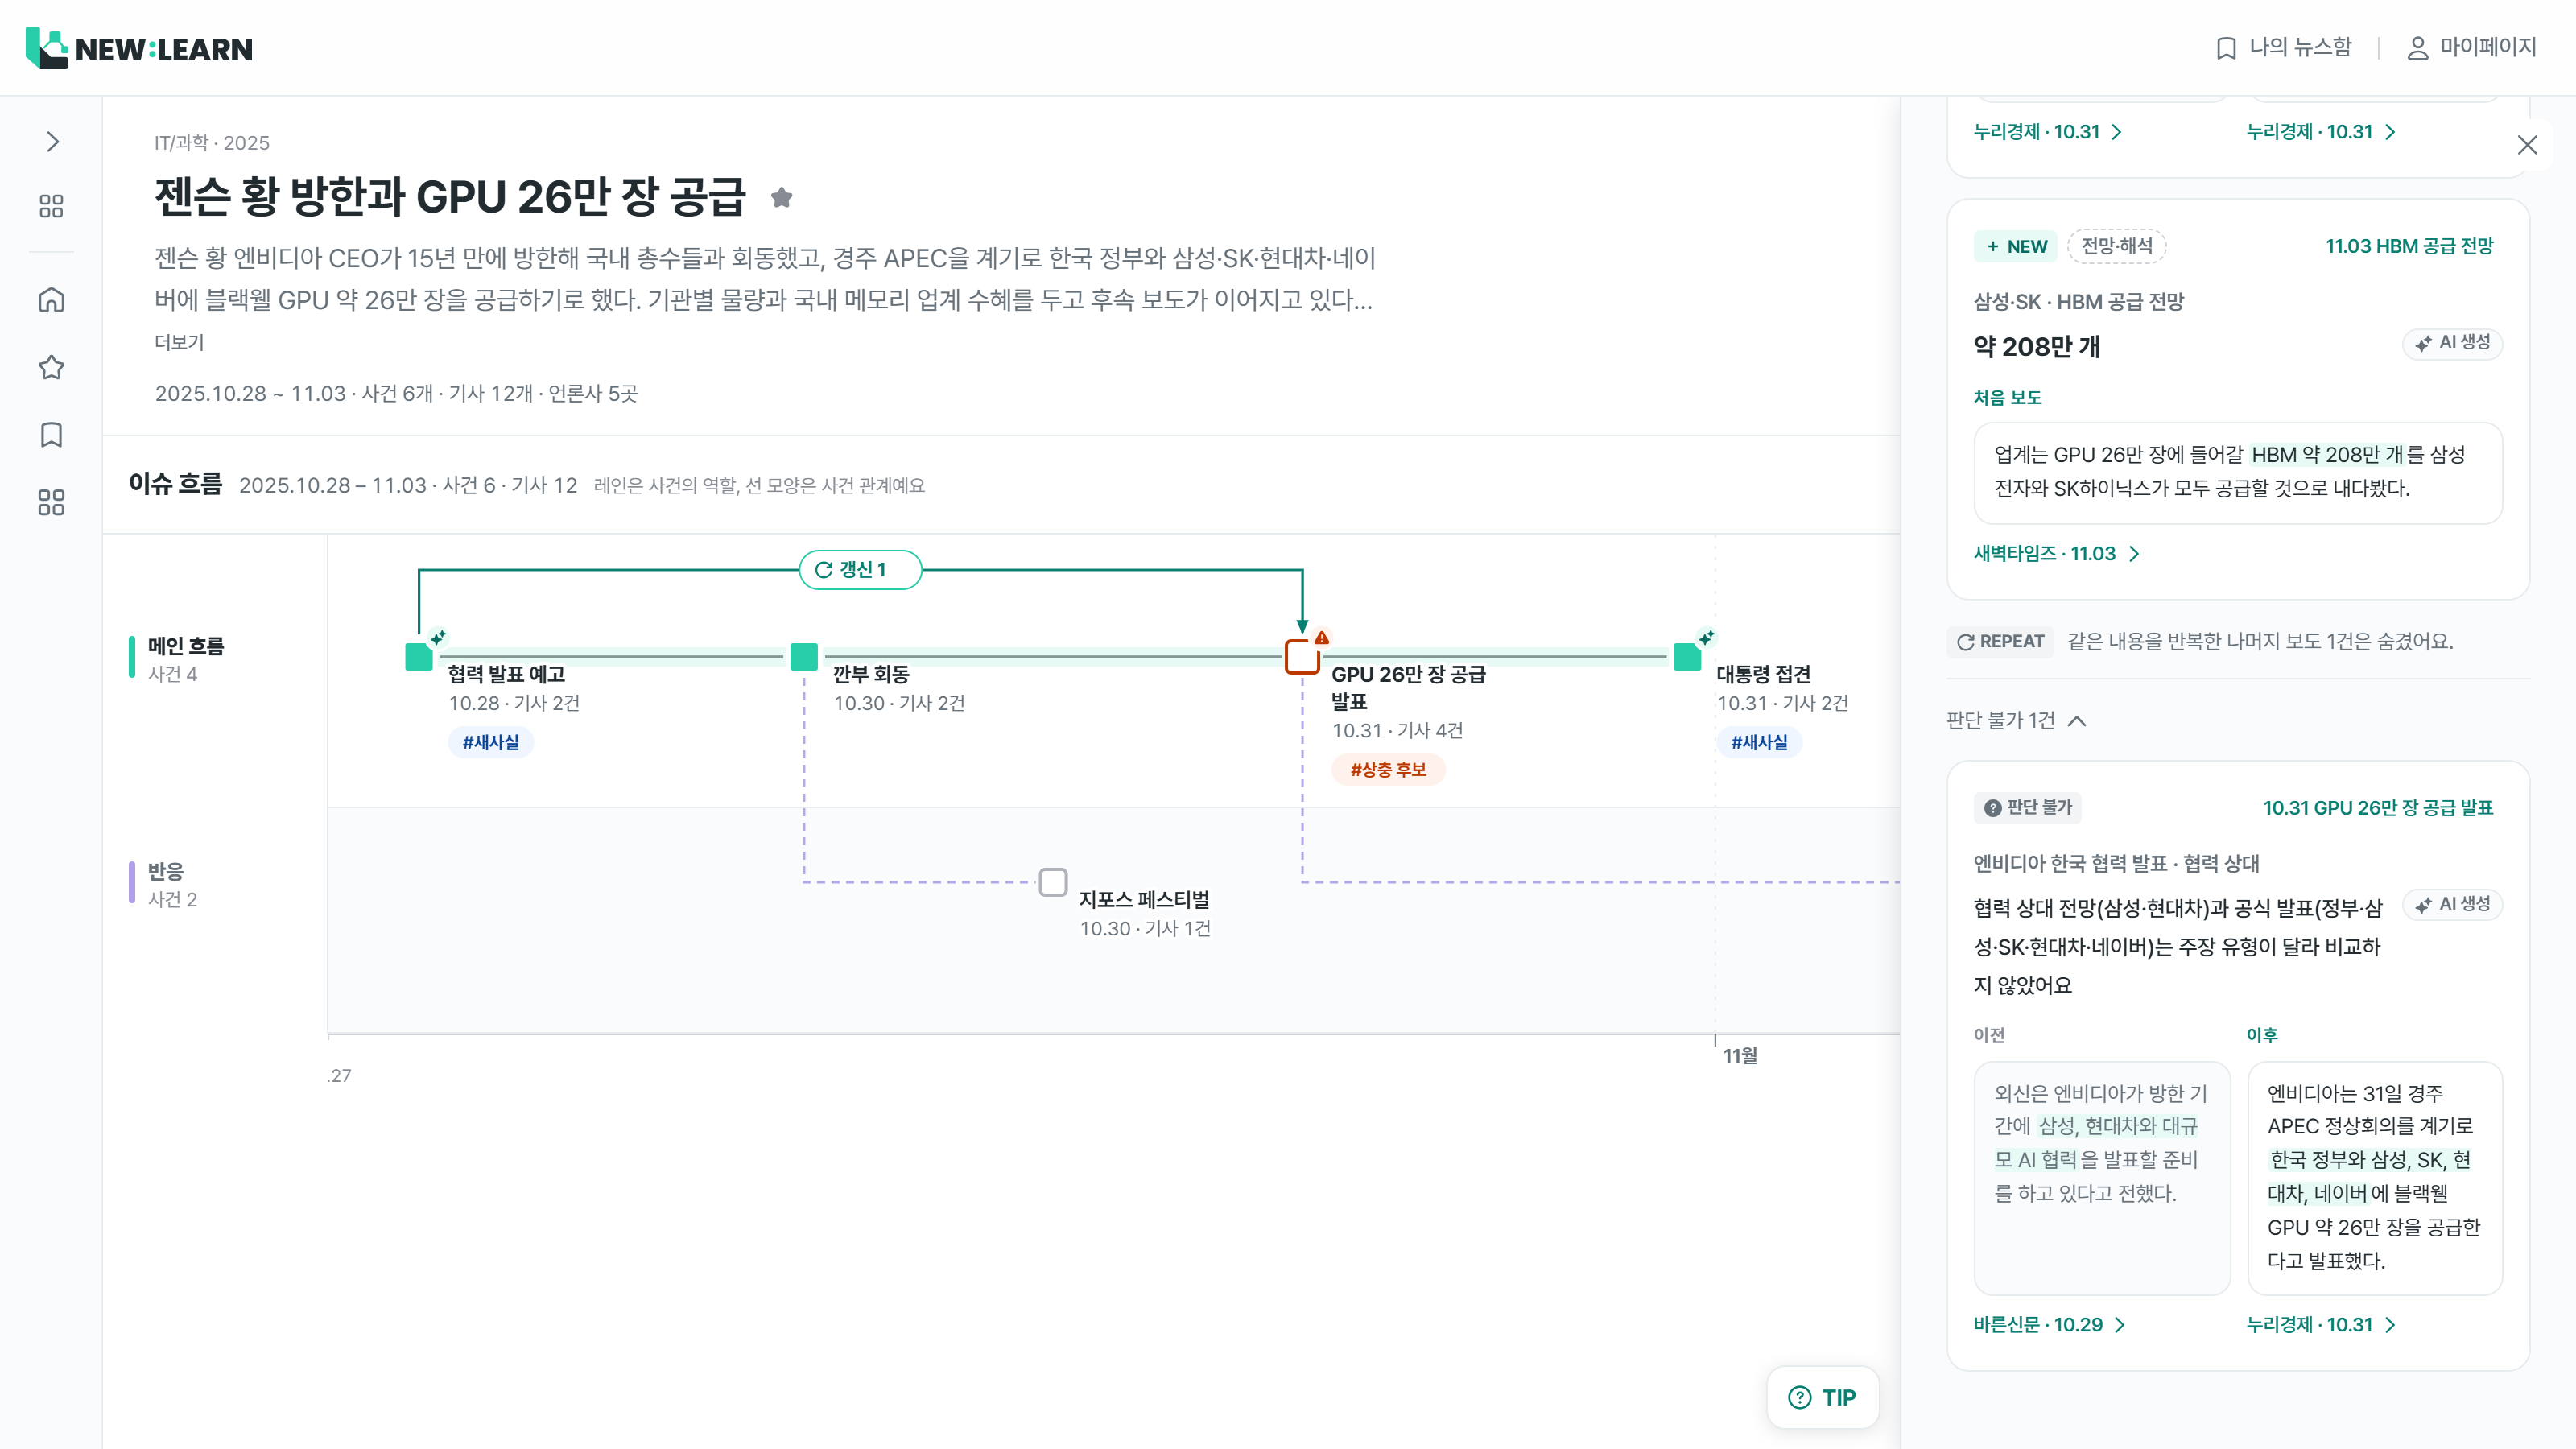 NEW:LEARN
나의 뉴스함
마이페이지
IT/과학 · 2025
젠슨 황 방한과 GPU 26만 장 공급
젠슨 황 엔비디아 CEO가 15년 만에 방한해 국내 총수들과 회동했고, 경주 APEC을 계기로 한국 정부와 삼성·SK·현대차·네이
버에 블랙웰 GPU 약 26만 장을 공급하기로 했다. 기관별 물량과 국내 메모리 업계 수혜를 두고 후속 보도가 이어지고 있다...
더보기
2025.10.28 ~ 11.03 · 사건 6개 · 기사 12개 · 언론사 5곳
이슈 흐름 2025.10.28 – 11.03 · 사건 6 · 기사 12 레인은 사건의 역할, 선 모양은 사건 관계예요
갱신 1
메인 흐름
사건 4
협력 발표 예고
10.28 · 기사 2건
#새사실
깐부 회동
10.30 · 기사 2건
GPU 26만 장 공급
발표
10.31 · 기사 4건
#상충 후보
대통령 접견
10.31 · 기사 2건
#새사실
반응
사건 2
지포스 페스티벌
10.30 · 기사 1건
.27
11월
TIP
누리경제 · 10.31
누리경제 · 10.31
+ NEW
전망·해석
11.03 HBM 공급 전망
삼성·SK · HBM 공급 전망
약 208만 개
AI 생성
처음 보도
업계는 GPU 26만 장에 들어갈 HBM 약 208만 개를 삼성
전자와 SK하이닉스가 모두 공급할 것으로 내다봤다.
새벽타임즈 · 11.03
REPEAT 같은 내용을 반복한 나머지 보도 1건은 숨겼어요.
판단 불가 1건
판단 불가
10.31 GPU 26만 장 공급 발표
엔비디아 한국 협력 발표 · 협력 상대
협력 상대 전망(삼성·현대차)과 공식 발표(정부·삼
성·SK·현대차·네이버)는 주장 유형이 달라 비교하
지 않았어요
AI 생성
이전
외신은 엔비디아가 방한 기
간에 삼성, 현대차와 대규
모 AI 협력을 발표할 준비
를 하고 있다고 전했다.
바른신문 · 10.29
이후
엔비디아는 31일 경주
APEC 정상회의를 계기로
한국 정부와 삼성, SK, 현
대차, 네이버에 블랙웰
GPU 약 26만 장을 공급한
다고 발표했다.
누리경제 · 10.31